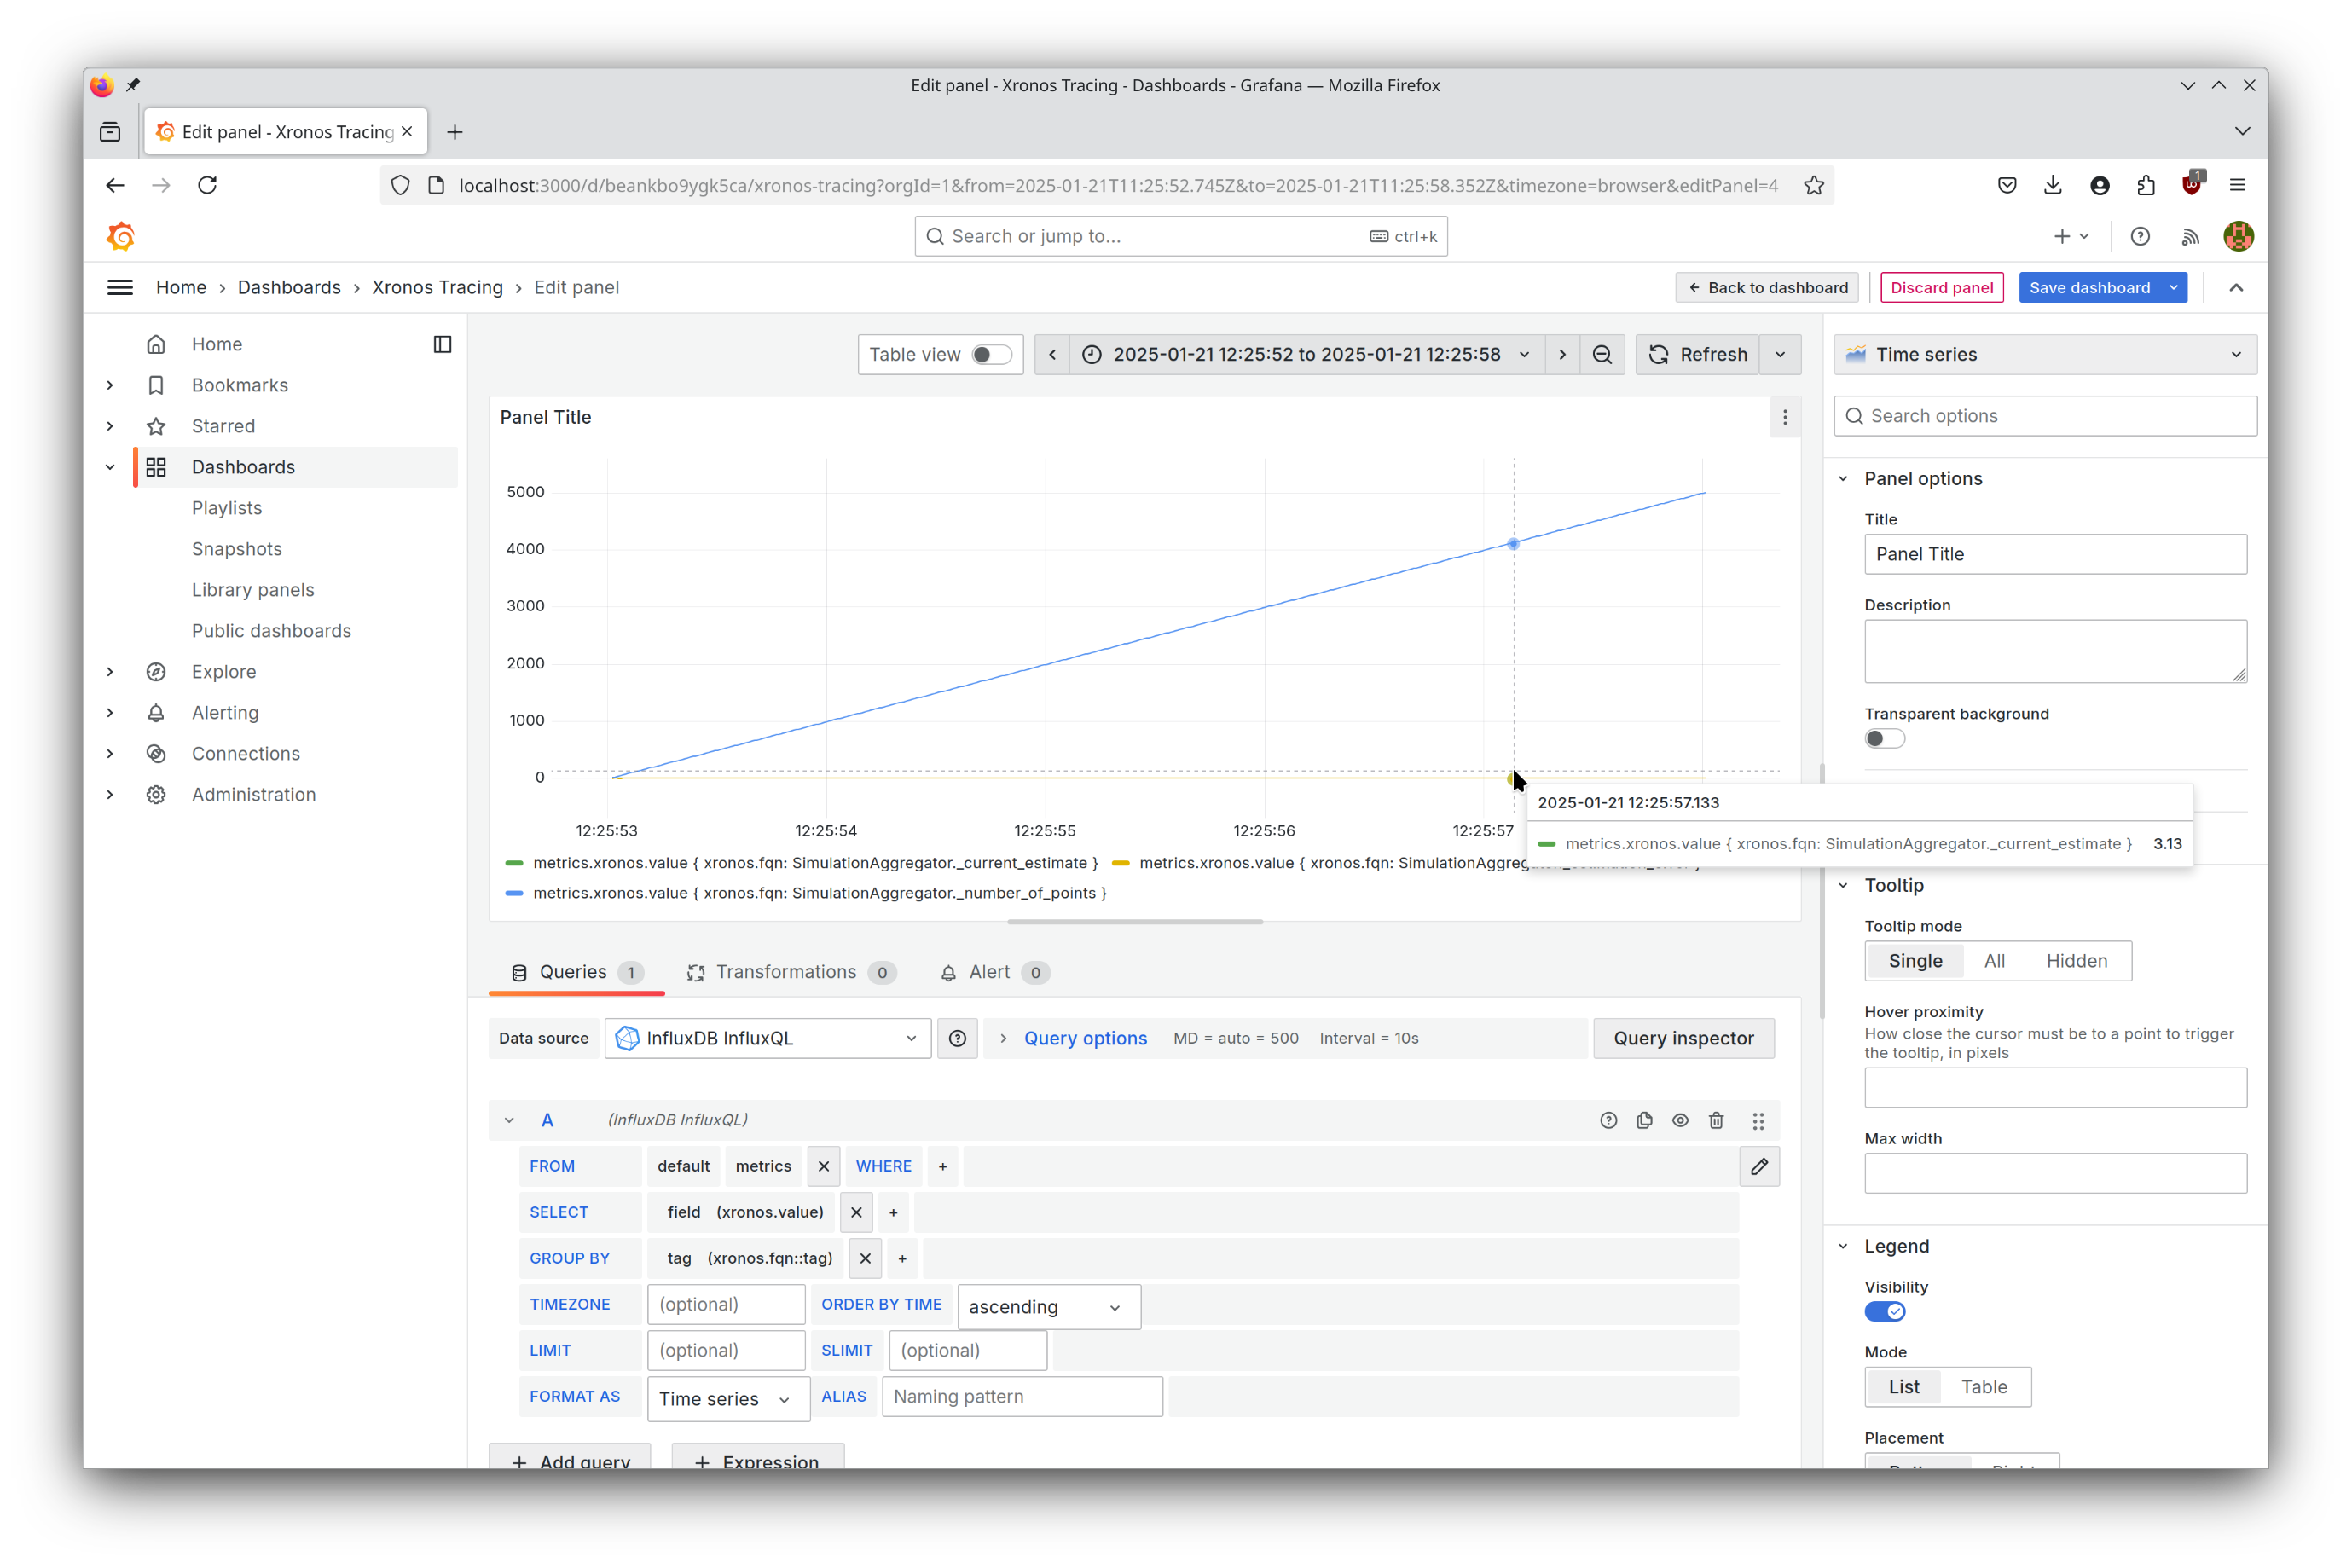 Edit panel - Xronos Tracing - Dashboards - Grafana — Mozilla Firefox
Edit panel - Xronos Tracing
localhost:3000/d/beankbo9ygk5ca/xronos-tracing?orgId=1&from=2025-01-21T11:25:52.745Z&to=2025-01-21T11:25:58.352Z&timezone=browser&editPanel=4
1
Search or jump to...
ctrl+k
Home › Dashboards › Xronos Tracing › Edit panel
Back to dashboard
Discard panel
Save dashboard
Home
Bookmarks
Starred
Dashboards
Playlists
Snapshots
Library panels
Public dashboards
Explore
Alerting
Connections
Administration
Table view
2025-01-21 12:25:52 to 2025-01-21 12:25:58
Refresh
Panel Title
5000
4000
3000
2000
1000
0
12:25:53
12:25:54
12:25:55
12:25:56
12:25:57
2025-01-21 12:25:57.133
metrics.xronos.value { xronos.fqn: SimulationAggregator._current_estimate } 3.13
metrics.xronos.value { xronos.fqn: SimulationAggregator._current_estimate }
metrics.xronos.value { xronos.fqn: SimulationAggreg
metrics.xronos.value { xronos.fqn: SimulationAggregator._number_of_points }
Queries 1
Transformations 0
Alert 0
Data source
InfluxDB InfluxQL
Query options
MD = auto = 500
Interval = 10s
Query inspector
A
(InfluxDB InfluxQL)
FROM default metrics WHERE +
SELECT field (xronos.value) +
GROUP BY tag (xronos.fqn::tag) +
TIMEZONE (optional) ORDER BY TIME ascending
LIMIT (optional) SLIMIT (optional)
FORMAT AS Time series ALIAS Naming pattern
+ Add query
+ Expression
Time series
Search options
Panel options
Title
Panel Title
Description
Transparent background
Tooltip
Tooltip mode
Single All Hidden
Hover proximity
How close the cursor must be to a point to trigger
the tooltip, in pixels
Max width
Legend
Visibility
Mode
List Table
Placement